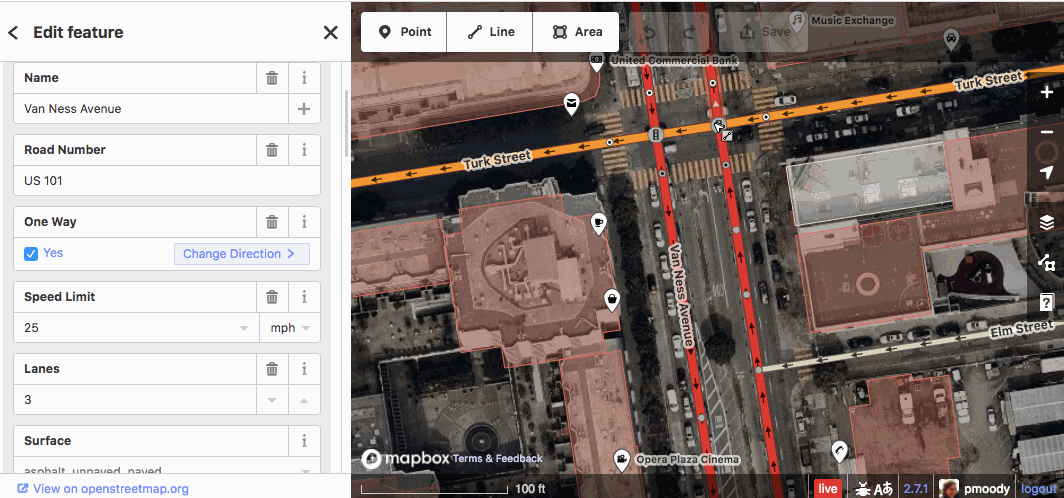 Edit feature
Name
Van Ness Avenue
Road Number
US 101
One Way
Yes
Change Direction
Speed Limit
25
mph
Lanes
3
Surface
asphalt, unpaved, paved
View on openstreetmap.org
Point
Line
Area
Save
Music Exchange
United Commercial Bank
Turk Street
Turk Street
Van Ness Avenue
Elm Street
Opera Plaza Cinema
mapbox
Terms & Feedback
100 ft
live
2.7.1
pmoody
logout